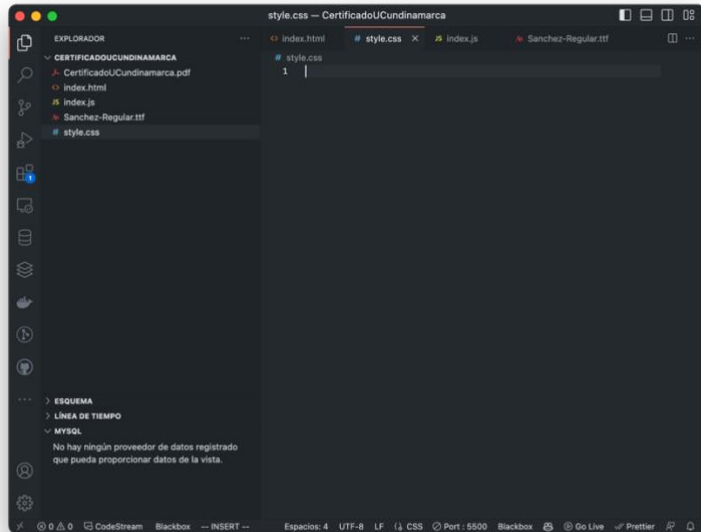 style.css — CertificadoUCundinamarca
EXPLORADOR
CERTIFICADOUCUNDINAMARCA
CertificadoUCundinamarca.pdf
index.html
JS index.js
Sanchez-Regular.ttf
# style.css
1
ESQUEMA
LÍNEA DE TIEMPO
MYSQL
No hay ningún proveedor de datos registrado
que pueda proporcionar datos de la vista.
index.html # style.css JS index.js Sanchez-Regular.ttf
# style.css
1
0 0 CodeStream Blackbox -- INSERT -- Espacios: 4 UTF-8 LF CSS Port : 5500 Blackbox Go Live Prettier